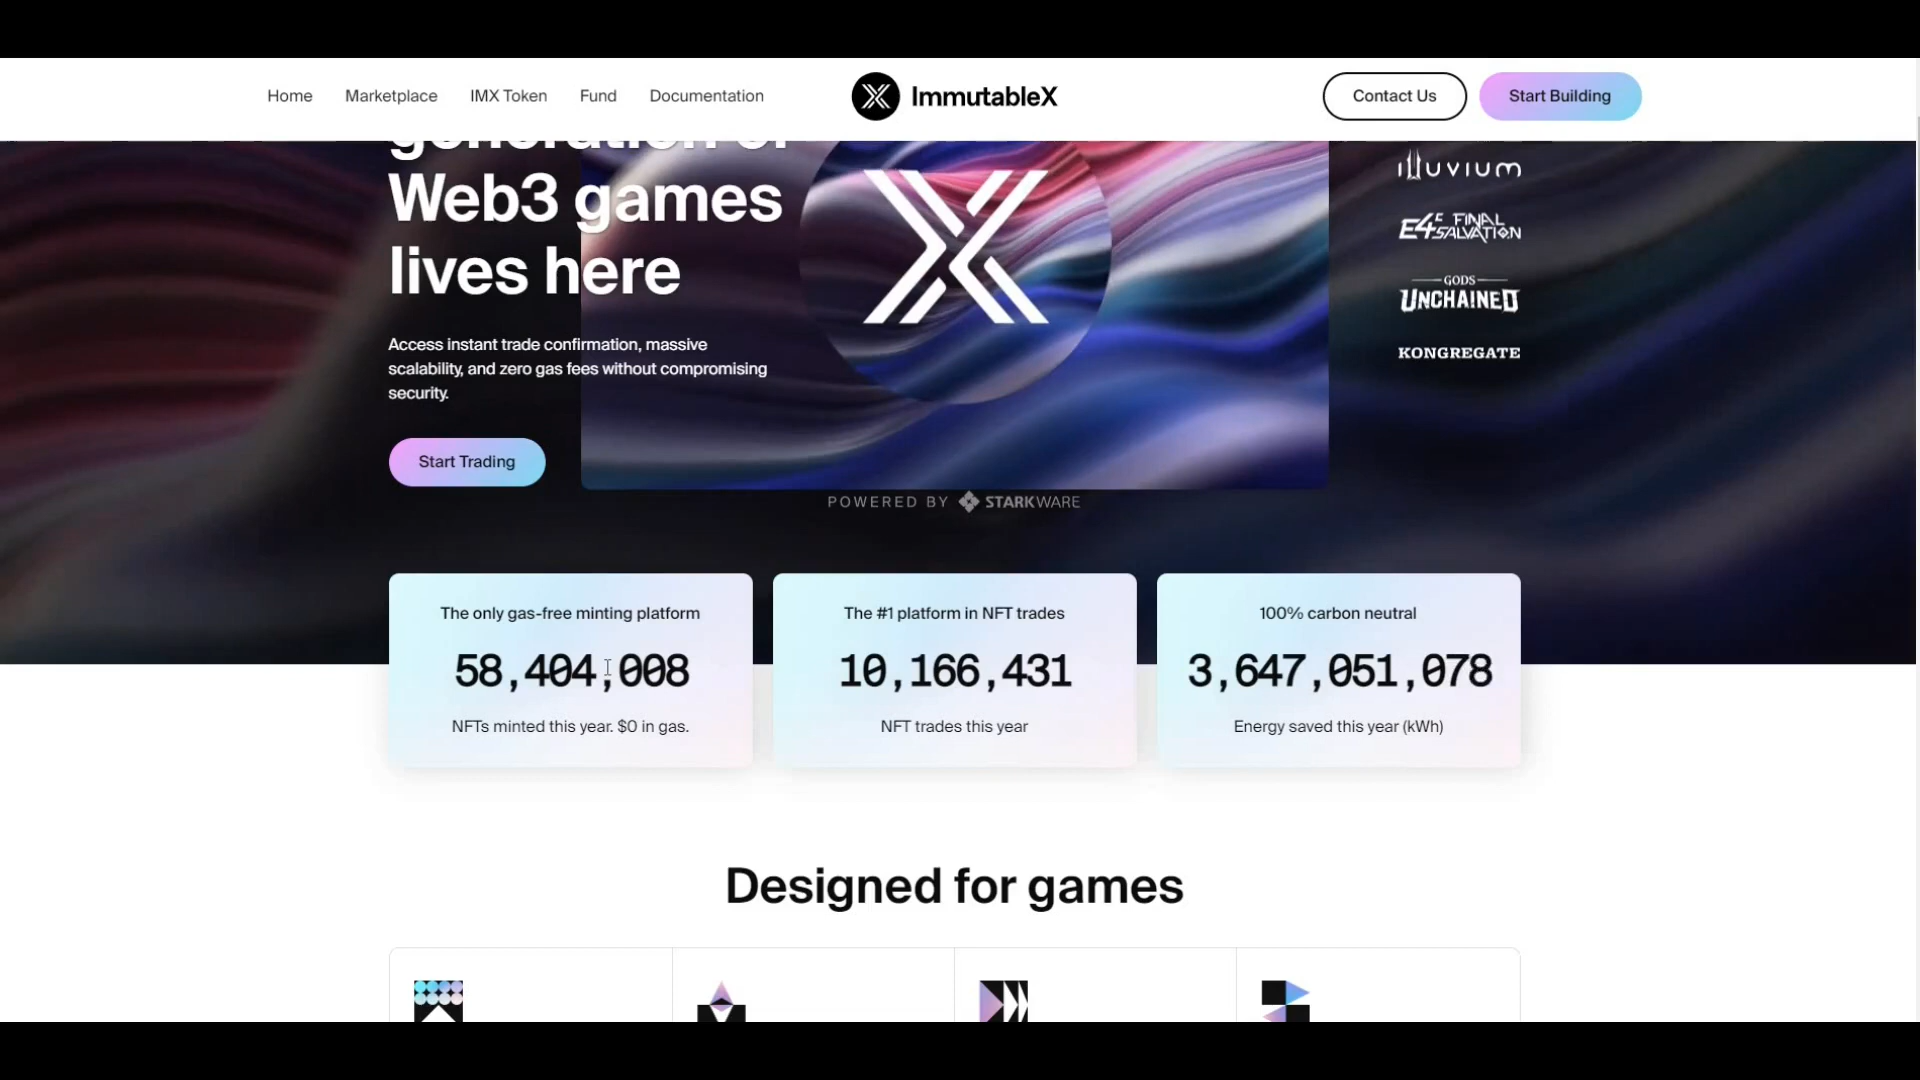 Home Marketplace IMX Token Fund Documentation ImmutableX Contact Us Start Building
generation of
Web3 games
lives here
Access instant trade confirmation, massive
scalability, and zero gas fees without compromising
security.
Start Trading
ILLUVIUM
E4C FINAL
SALVATION
GODS
UNCHAINED
KONGREGATE
POWERED BY STARKWARE
The only gas-free minting platform
58,404,008
NFTs minted this year. $0 in gas.
The #1 platform in NFT trades
10,166,431
NFT trades this year
100% carbon neutral
3,647,051,078
Energy saved this year (kWh)
Designed for games